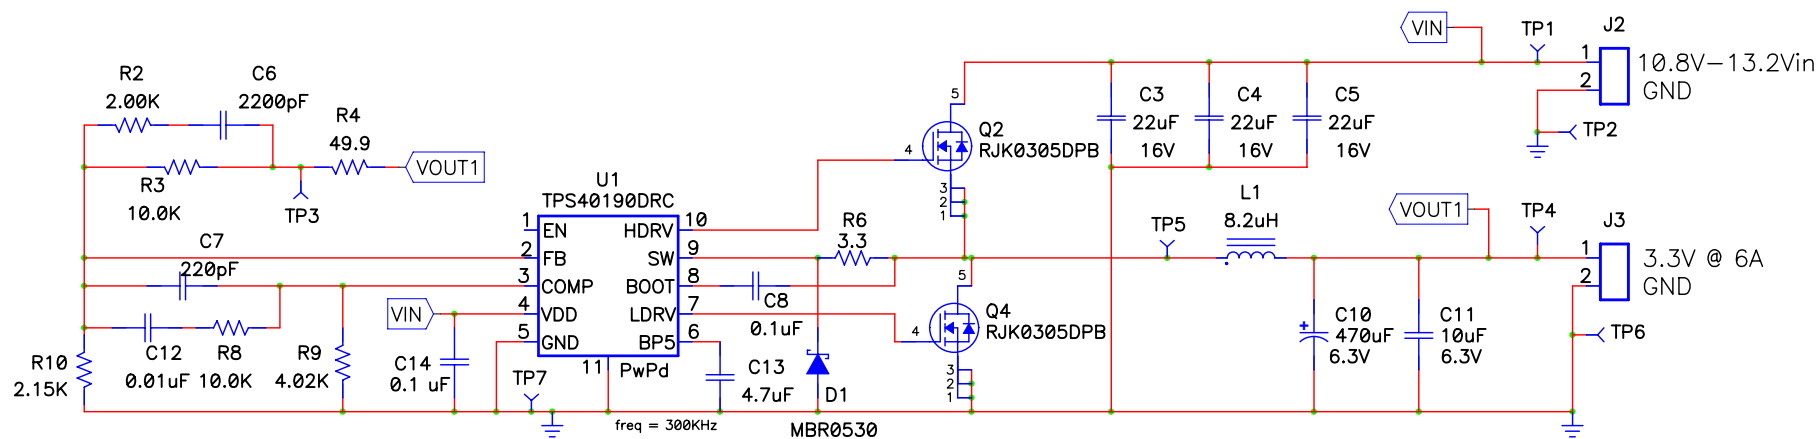 VIN
TP1
J2
1
10.8V-13.2Vin
2
GND
TP2
R2
2.00K
C6
2200pF
R4
49.9
VOUT1
R3
10.0K
TP3
5
Q2
RJK0305DPB
4
3
2
1
C3
22uF
16V
C4
22uF
16V
C5
22uF
16V
U1
TPS40190DRC
1
EN
HDRV
10
2
FB
SW
9
3
COMP
BOOT
8
4
VDD
LDRV
7
5
GND
BP5
6
11
PwPd
R6
3.3
C8
0.1uF
TP5
L1
8.2uH
VOUT1
TP4
J3
1
3.3V @ 6A
2
GND
TP6
C7
220pF
VIN
5
Q4
RJK0305DPB
4
3
2
1
C10
470uF
6.3V
C11
10uF
6.3V
R10
2.15K
C12
0.01uF
R8
10.0K
R9
4.02K
C14
0.1 uF
TP7
C13
4.7uF
D1
MBR0530
freq = 300KHz